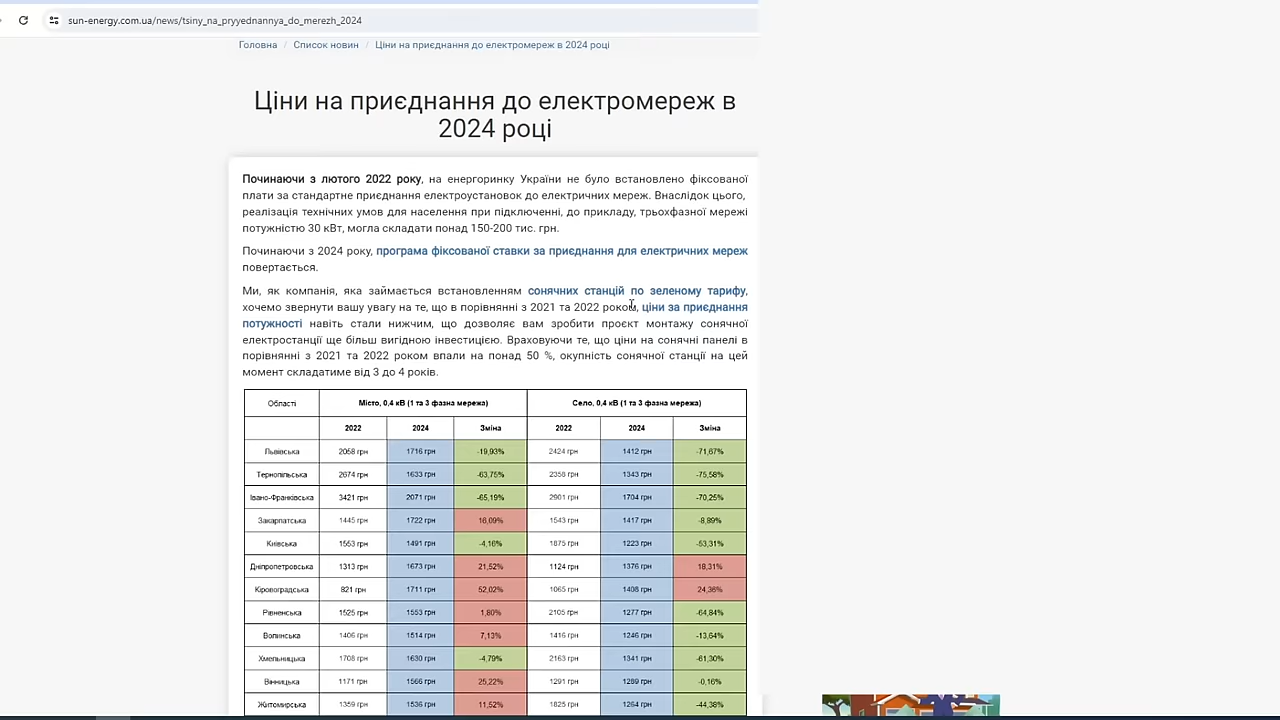 sun-energy.com.ua/news/tsiny_na_pryyednannya_do_merezh_2024
Головна / Список новин / Ціни на приєднання до електромереж в 2024 році
Ціни на приєднання до електромереж в
2024 році
Починаючи з лютого 2022 року, на енергоринку України не було встановлено фіксованої
плати за стандартне приєднання електроустановок до електричних мереж. Внаслідок цього,
реалізація технічних умов для населення при підключенні, до прикладу, трьохфазної мережі
потужністю 30 кВт, могла складати понад 150-200 тис. грн.
Починаючи з 2024 року, програма фіксованої ставки за приєднання для електричних мереж
повертається.
Ми, як компанія, яка займається встановленням сонячних станцій по зеленому тарифу,
хочемо звернути вашу увагу на те, що в порівнянні з 2021 та 2022 роком, ціни за приєднання
потужності навіть стали нижчим, що дозволяє вам зробити проєкт монтажу сонячної
електростанції ще більш вигідною інвестицією. Враховуючи те, що ціни на сонячні панелі в
порівнянні з 2021 та 2022 роком впали на понад 50 %, окупність сонячної станції на цей
момент складатиме від 3 до 4 років.
Області Місто, 0,4 кВ (1 та 3 фазна мережа) Село, 0,4 кВ (1 та 3 фазна мережа)
2022 2024 Зміна 2022 2024 Зміна
Львівська 2058 грн 1716 грн -19,93% 2424 грн 1412 грн -71,67%
Тернопільська 2674 грн 1633 грн -63,75% 2358 грн 1343 грн -75,58%
Івано-Франківська 3421 грн 2071 грн -65,19% 2901 грн 1704 грн -70,25%
Закарпатська 1445 грн 1722 грн 16,09% 1543 грн 1417 грн -8,89%
Київська 1553 грн 1491 грн -4,16% 1875 грн 1223 грн -53,31%
Дніпропетровська 1313 грн 1673 грн 21,52% 1124 грн 1376 грн 18,31%
Кіровоградська 821 грн 1711 грн 52,02% 1065 грн 1408 грн 24,36%
Рівненська 1525 грн 1553 грн 1,80% 2105 грн 1277 грн -64,84%
Волинська 1406 грн 1514 грн 7,13% 1416 грн 1246 грн -13,64%
Хмельницька 1708 грн 1630 грн -4,79% 2163 грн 1341 грн -61,30%
Вінницька 1171 грн 1566 грн 25,22% 1291 грн 1289 грн -0,16%
Житомирська 1359 грн 1536 грн 11,52% 1825 грн 1264 грн -44,38%